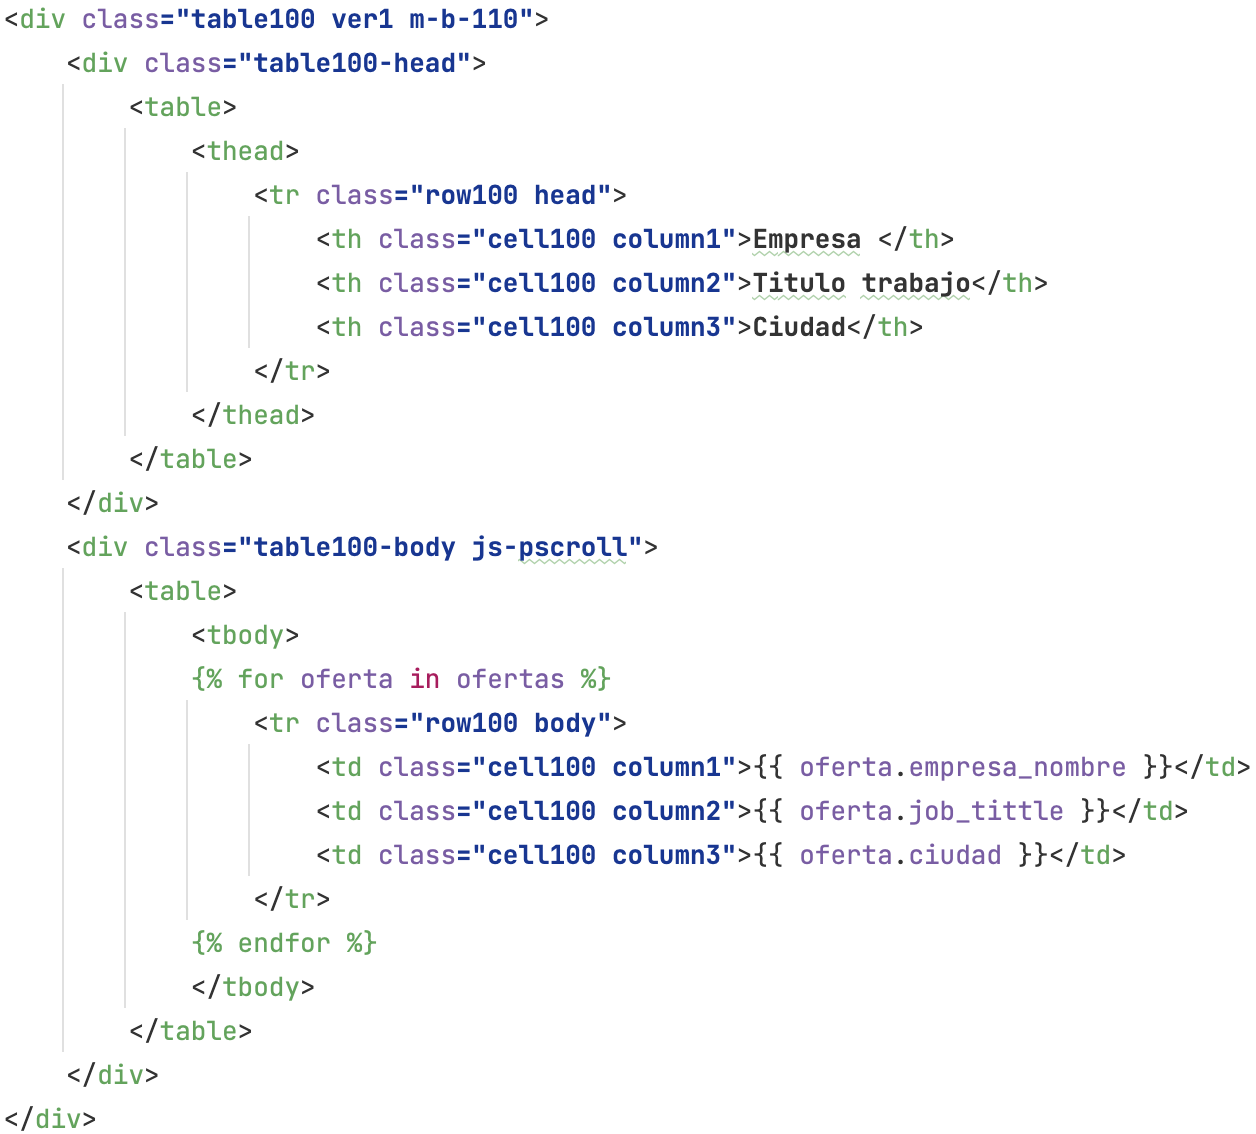 <div class="table100 ver1 m-b-110">
    <div class="table100-head">
        <table>
            <thead>
                <tr class="row100 head">
                    <th class="cell100 column1">Empresa </th>
                    <th class="cell100 column2">Titulo trabajo</th>
                    <th class="cell100 column3">Ciudad</th>
                </tr>
            </thead>
        </table>
    </div>
    <div class="table100-body js-pscroll">
        <table>
            <tbody>
            {% for oferta in ofertas %}
                <tr class="row100 body">
                    <td class="cell100 column1">{{ oferta.empresa_nombre }}</td>
                    <td class="cell100 column2">{{ oferta.job_tittle }}</td>
                    <td class="cell100 column3">{{ oferta.ciudad }}</td>
                </tr>
            {% endfor %}
            </tbody>
        </table>
    </div>
</div>